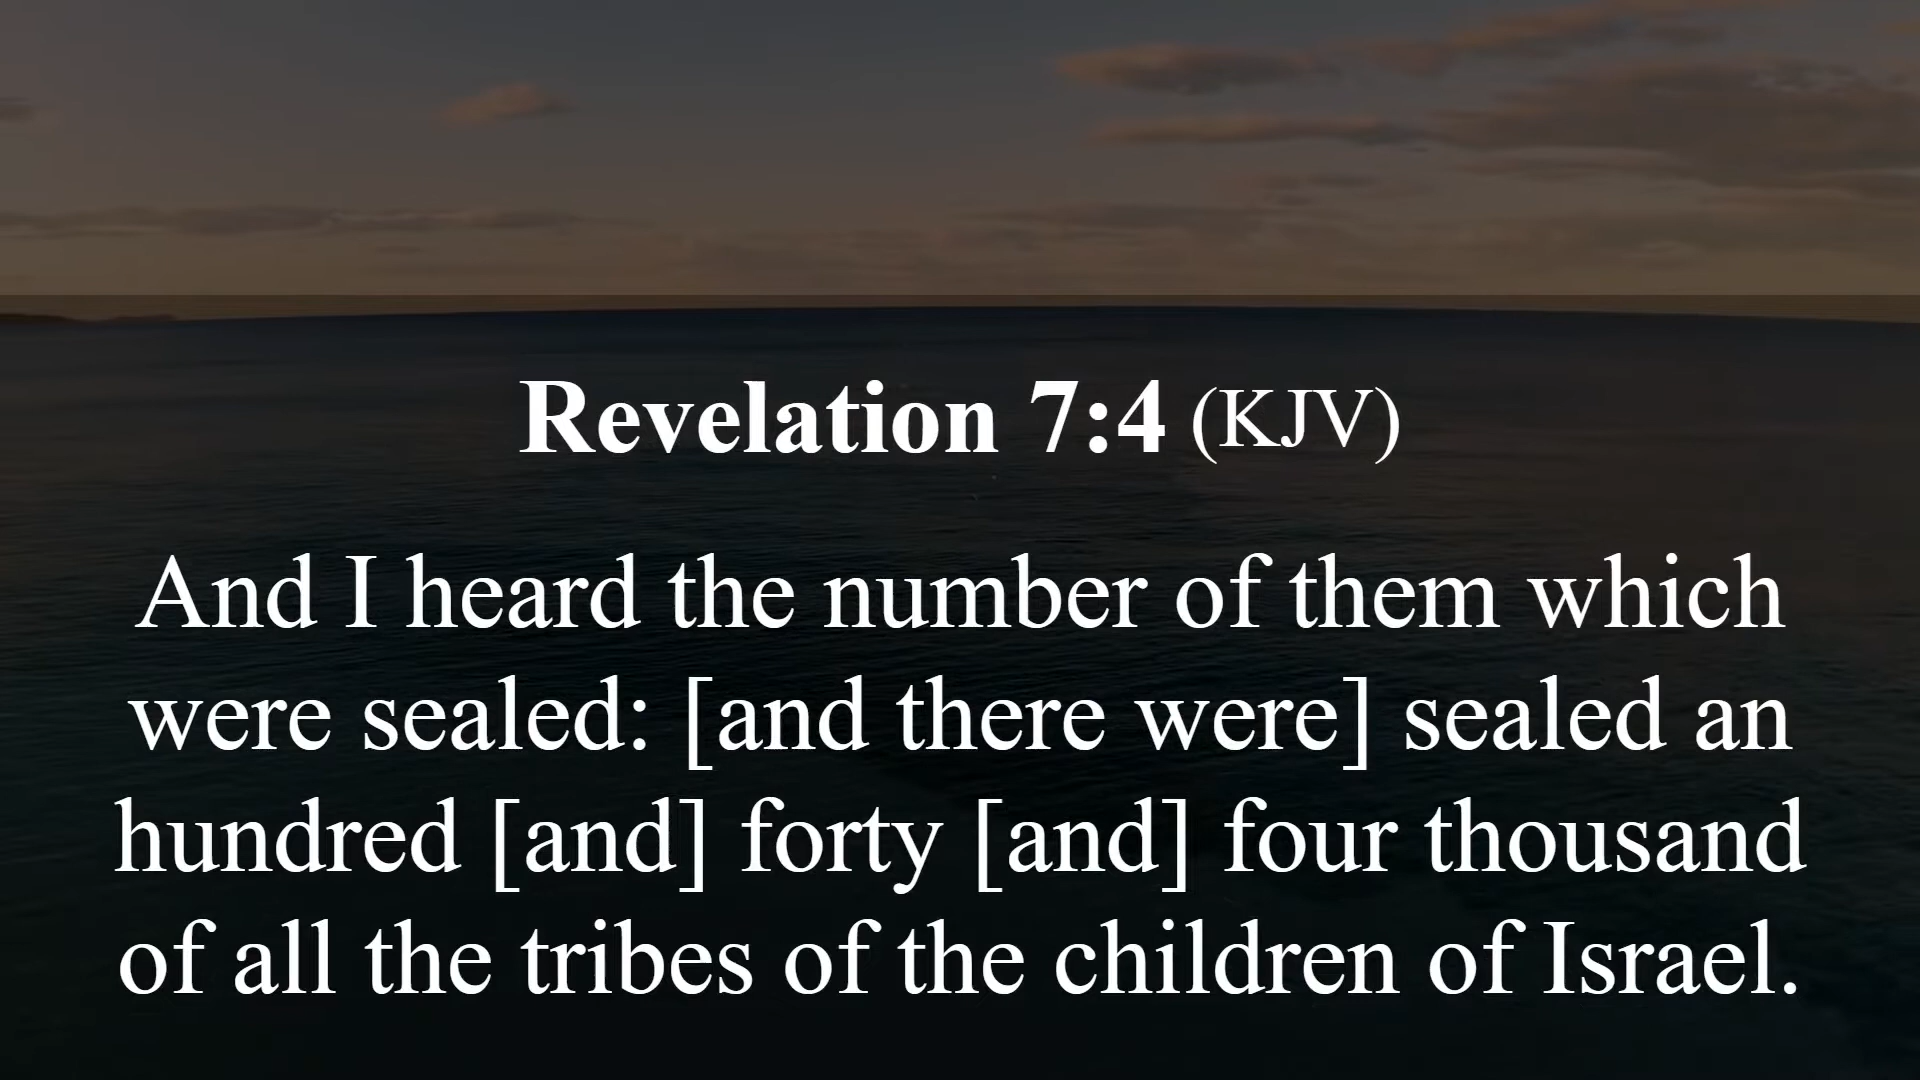 Revelation 7:4 (KJV)
And I heard the number of them which
were sealed: [and there were] sealed an
hundred [and] forty [and] four thousand
of all the tribes of the children of Israel.